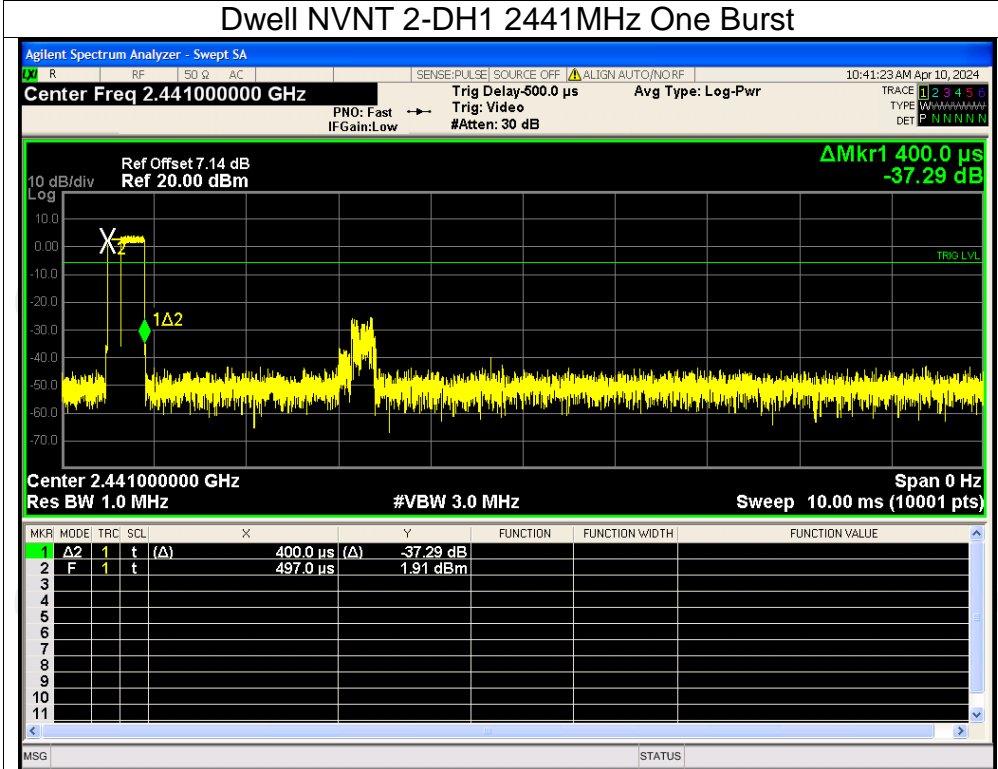 Dwell NVNT 2-DH1 2441MHz One Burst
Agilent Spectrum Analyzer - Swept SA
LXI R RF 50 Ω AC SENSE:PULSE SOURCE OFF ALIGN AUTO/NO RF 10:41:23 AM Apr 10, 2024
Center Freq 2.441000000 GHz Trig Delay-500.0 µs Avg Type: Log-Pwr TRACE 1 2 3 4 5 6
PNO: Fast Trig: Video TYPE WWWWWW
IFGain:Low #Atten: 30 dB DET P N N N N N
ΔMkr1 400.0 µs
-37.29 dB
Ref Offset 7.14 dB
10 dB/div Ref 20.00 dBm
Log
10.0
0.00
-10.0
-20.0
-30.0
-40.0
-50.0
-60.0
-70.0
X2
TRIG LVL
1Δ2
Center 2.441000000 GHz Span 0 Hz
Res BW 1.0 MHz #VBW 3.0 MHz Sweep 10.00 ms (10001 pts)
MKR MODE TRC SCL X Y FUNCTION FUNCTION WIDTH FUNCTION VALUE
1 Δ2 1 t (Δ) 400.0 µs (Δ) -37.29 dB
2 F 1 t 497.0 µs 1.91 dBm
3
4
5
6
7
8
9
10
11
MSG STATUS